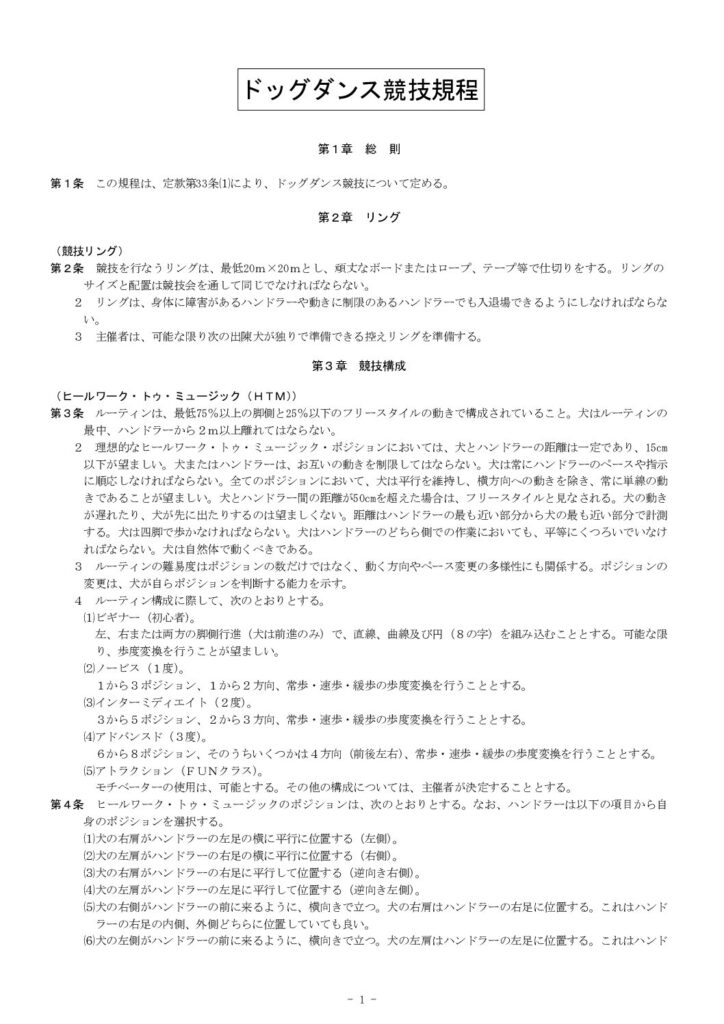 ドッグダンス競技規程
第1章　総　則
第１条　この規程は、定款第33条⑴により、ドッグダンス競技について定める。
第２章　リング
（競技リング）
第２条　競技を行なうリングは、最低20ｍ×20ｍとし、頑丈なボードまたはロープ、テープ等で仕切りをする。リングの
サイズと配置は競技会を通して同じでなければならない。
２　リングは、身体に障害があるハンドラーや動きに制限のあるハンドラーでも入退場できるようにしなければならな
い。
３　主催者は、可能な限り次の出陳犬が独りで準備できる控えリングを準備する。
第３章　競技構成
（ヒールワーク・トゥ・ミュージック（ＨＴＭ））
第３条　ルーティンは、最低75％以上の脚側と25％以下のフリースタイルの動きで構成されていること。犬はルーティンの
最中、ハンドラーから２ｍ以上離れてはならない。
２　理想的なヒールワーク・トゥ・ミュージック・ポジションにおいては、犬とハンドラーの距離は一定であり、15㎝
以下が望ましい。犬またはハンドラーは、お互いの動きを制限してはならない。犬は常にハンドラーのペースや指示
に順応しなければならない。全てのポジションにおいて、犬は平行を維持し、横方向への動きを除き、常に単線の動
きであることが望ましい。犬とハンドラー間の距離が50㎝を超えた場合は、フリースタイルと見なされる。犬の動き
が遅れたり、犬が先に出たりするのは望ましくない。距離はハンドラーの最も近い部分から犬の最も近い部分で計測
する。犬は四脚で歩かなければならない。犬はハンドラーのどちら側での作業においても、平等にくつろいでいなけ
ればならない。犬は自然体で動くべきである。
３　ルーティンの難易度はポジションの数だけではなく、動く方向やペース変更の多様性にも関係する。ポジションの
変更は、犬が自らポジションを判断する能力を示す。
４　ルーティン構成に際して、次のとおりとする。
⑴ビギナー（初心者）。
左、右または両方の脚側行進（犬は前進のみ）で、直線、曲線及び円（８の字）を組み込むこととする。可能な限
り、歩度変換を行うことが望ましい。
⑵ノービス（１度）。
１から３ポジション、１から２方向、常歩・速歩・緩歩の歩度変換を行うこととする。
⑶インターミディエイト（２度）。
３から５ポジション、２から３方向、常歩・速歩・緩歩の歩度変換を行うこととする。
⑷アドバンスド（３度）。
６から８ポジション、そのうちいくつかは４方向（前後左右）、常歩・速歩・緩歩の歩度変換を行うこととする。
⑸アトラクション（ＦＵＮクラス）。
モチベーターの使用は、可能とする。その他の構成については、主催者が決定することとする。
第４条　ヒールワーク・トゥ・ミュージックのポジションは、次のとおりとする。なお、ハンドラーは以下の項目から自
身のポジションを選択する。
⑴犬の右肩がハンドラーの左足の横に平行に位置する（左側）。
⑵犬の左肩がハンドラーの右足の横に平行に位置する（右側）。
⑶犬の右肩がハンドラーの右足に平行して位置する（逆向き右側）。
⑷犬の左肩がハンドラーの左足に平行して位置する（逆向き左側）。
⑸犬の右側がハンドラーの前に来るように、横向きで立つ。犬の右肩はハンドラーの右足に位置する。これはハンド
ラーの右足の内側、外側どちらに位置していても良い。
⑹犬の左側がハンドラーの前に来るように、横向きで立つ。犬の左肩はハンドラーの左足に位置する。これはハンド
- 1 -